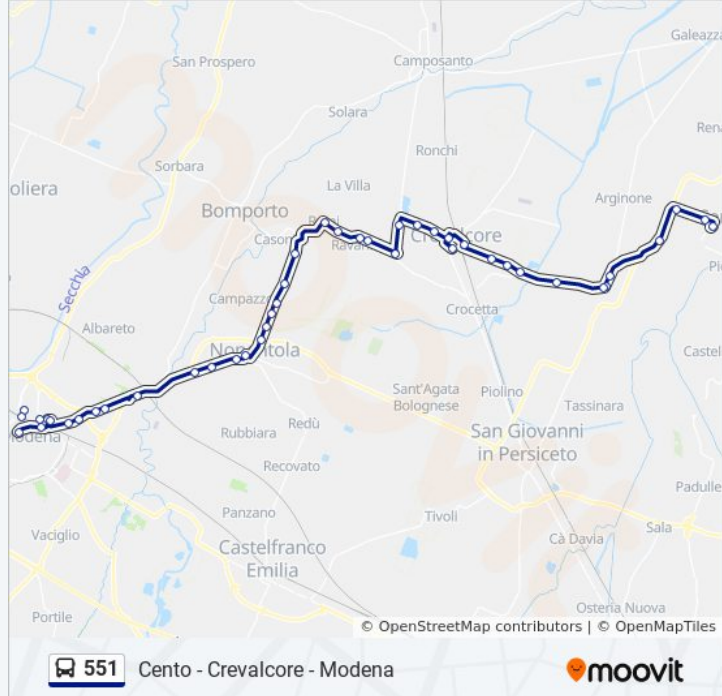 Galeazza
San Prospero
Camposanto
Solara
Ronchi
Sorbara
La Villa
Arginone
oliera
Bomporto
Crevalcore
Secchia
Campazzo
Crocetta
Albareto
Nonantola
Sant'Agata
Bolognese
Piolino
Tassinara
Modena
San Giovanni
in Persiceto
Redù
Rubbiara
Recovato
Panzano
Tivoli
Padulle
Sala
Vaciglio
Castelfranco
Emilia
Cà Davia
Portile
Osteria Nuova
© OpenStreetMap contributors | © OpenMapTiles
551 Cento - Crevalcore - Modena
moovit